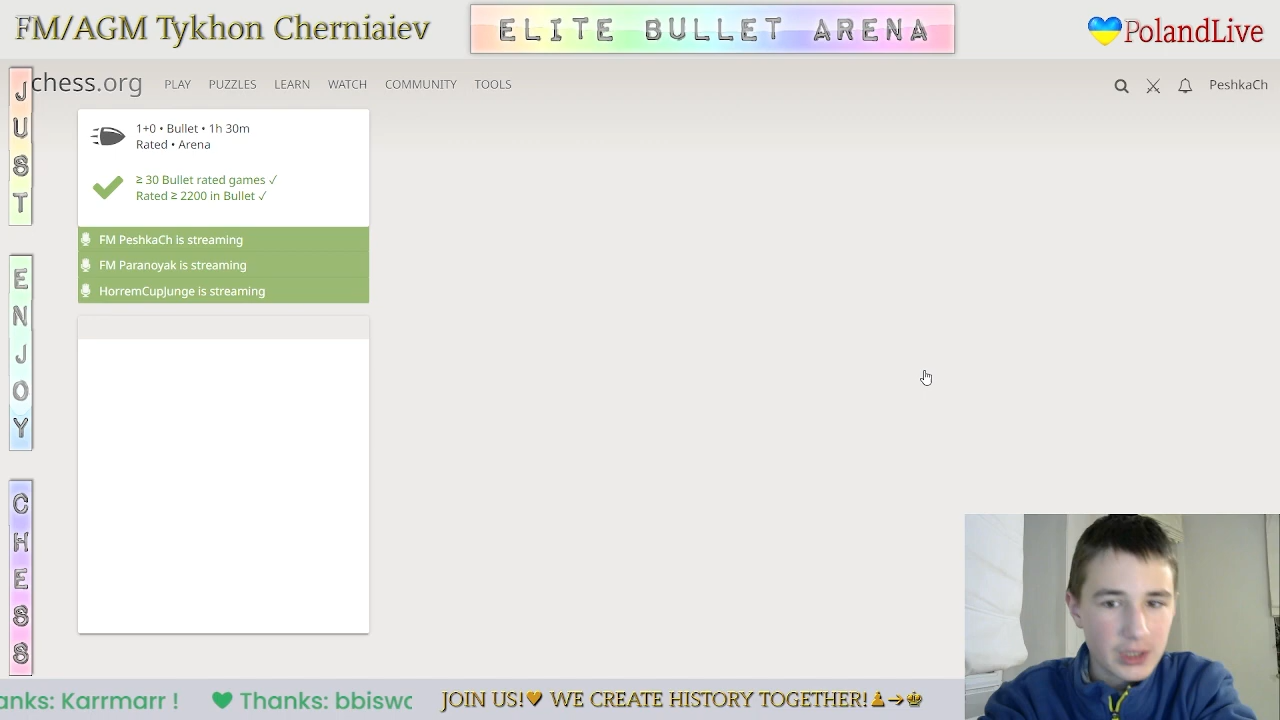 FM/AGM Tykhon Cherniaiev
ELITE BULLET ARENA
PolandLive
chess.org
PLAY
PUZZLES
LEARN
WATCH
COMMUNITY
TOOLS
PeshkaCh
JUST
ENJOY
CHESS
1+0 • Bullet • 1h 30m
Rated • Arena
≥ 30 Bullet rated games ✓
Rated ≥ 2200 in Bullet ✓
FM PeshkaCh is streaming
FM Paranoyak is streaming
HorremCupJunge is streaming
Karrmarr !
Thanks:
JOIN US!🧡 WE CREATE HISTORY TOGETHER!♟➔♚